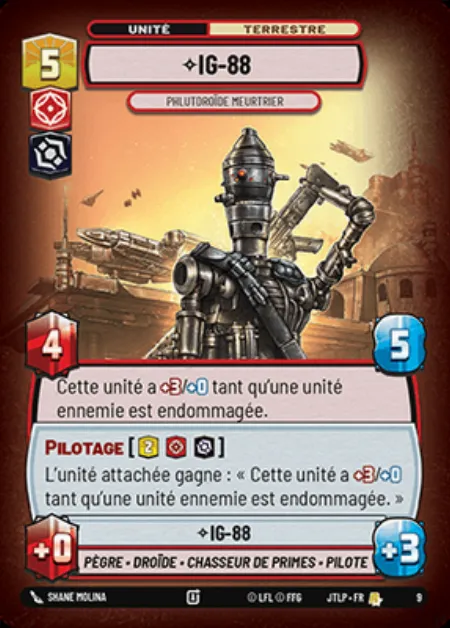 UNITÉ TERRESTRE
5
✧IG-88
PHLUTDROÏDE MEURTRIER
4
5
Cette unité a +3/+0 tant qu'une unité
ennemie est endommagée.
PILOTAGE [2]
L'unité attachée gagne : « Cette unité a +3/+0
tant qu'une unité ennemie est endommagée. »
✧IG-88
+0
+3
PÈGRE • DROÏDE • CHASSEUR DE PRIMES • PILOTE
SHANE MOLINA U ⓁLFL ⓘ FFG JTLP • FR 9